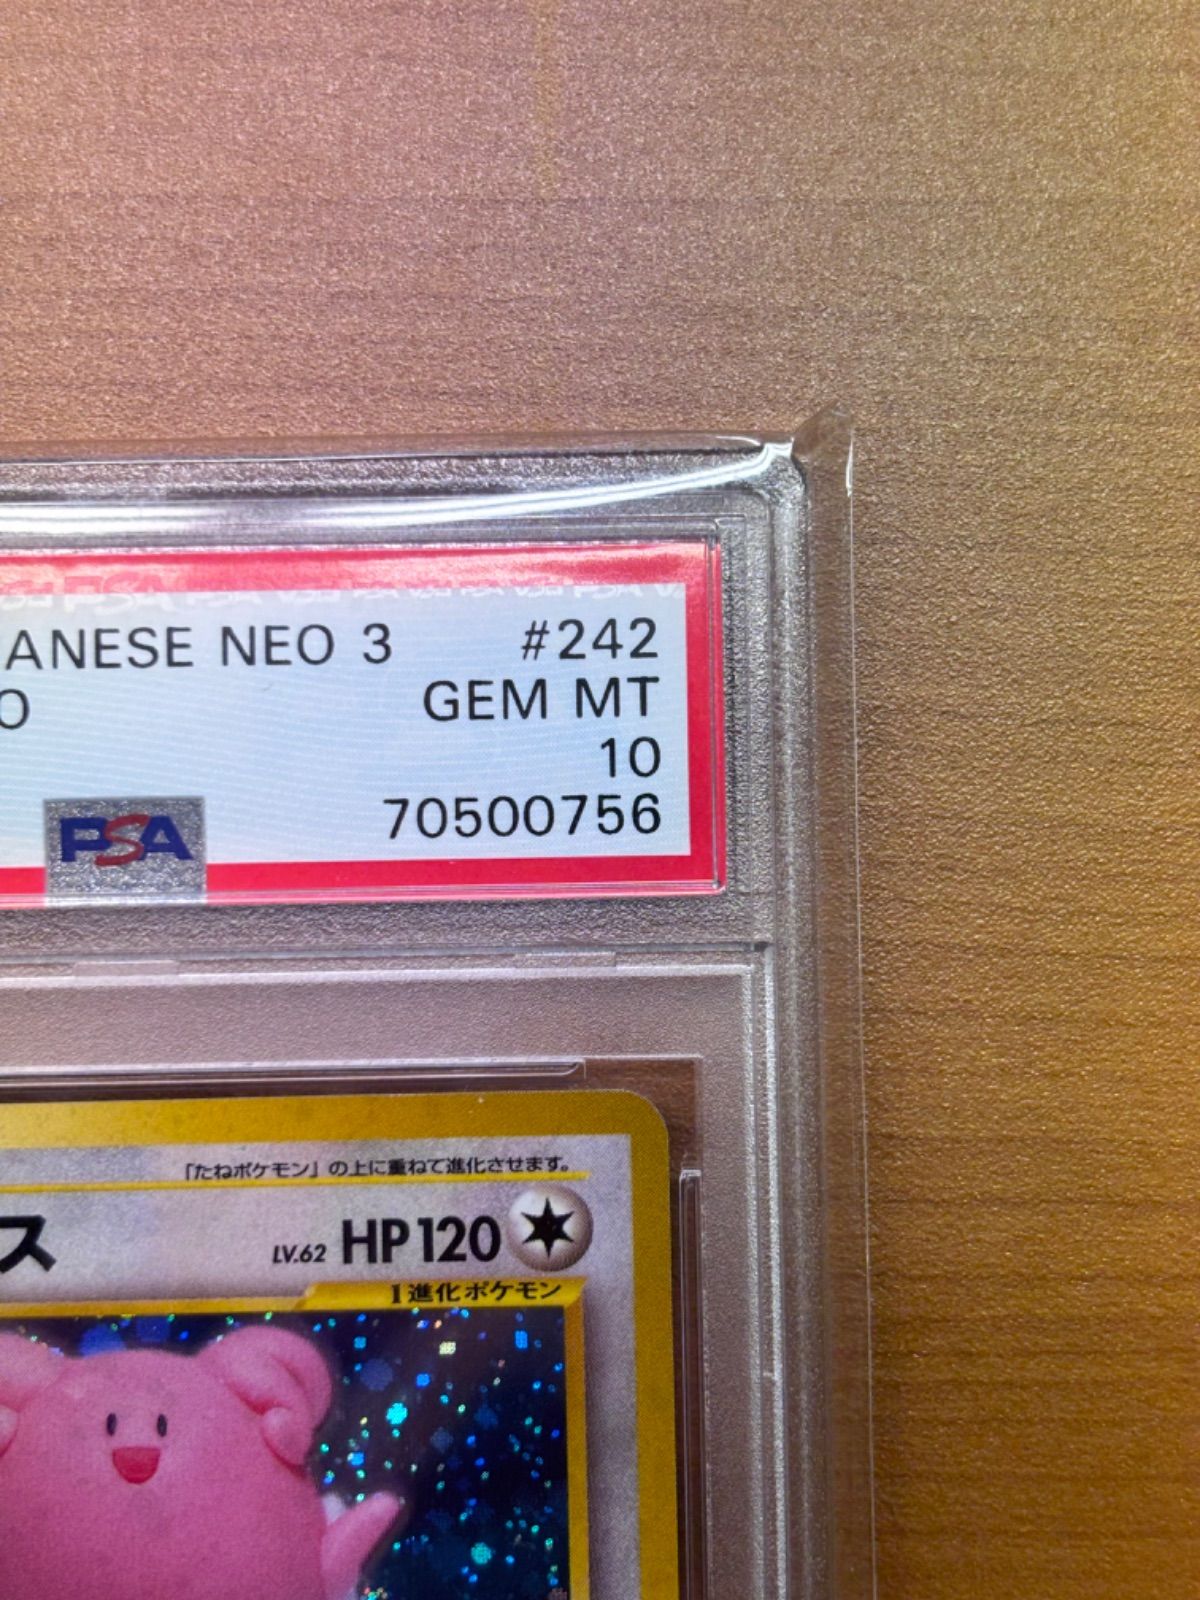 ANESE NEO 3 #242
O GEM MT
10
PSA 70500756
「たねポケモン」の上に重ねて進化させます。
ス LV.62 HP120
I進化ポケモン